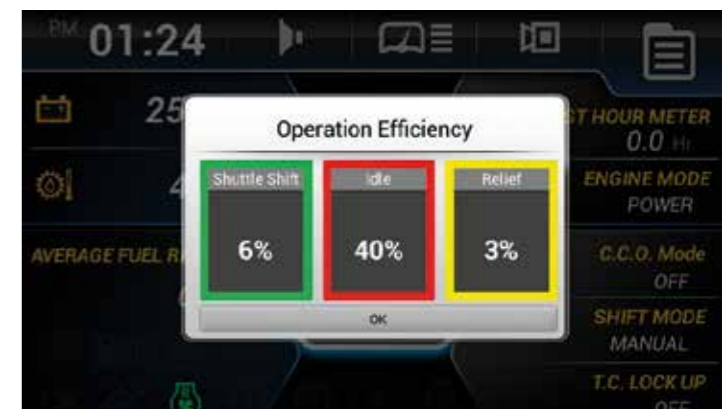 PM 01:24
25
Operation Efficiency
Shuttle Shift
Idle
Relief
6%
40%
3%
OK
AVERAGE FUEL
HOUR METER
0.0 Hr
ENGINE MODE
POWER
C.C.O. Mode
OFF
SHIFT MODE
MANUAL
T.C. LOCK UP
OFF